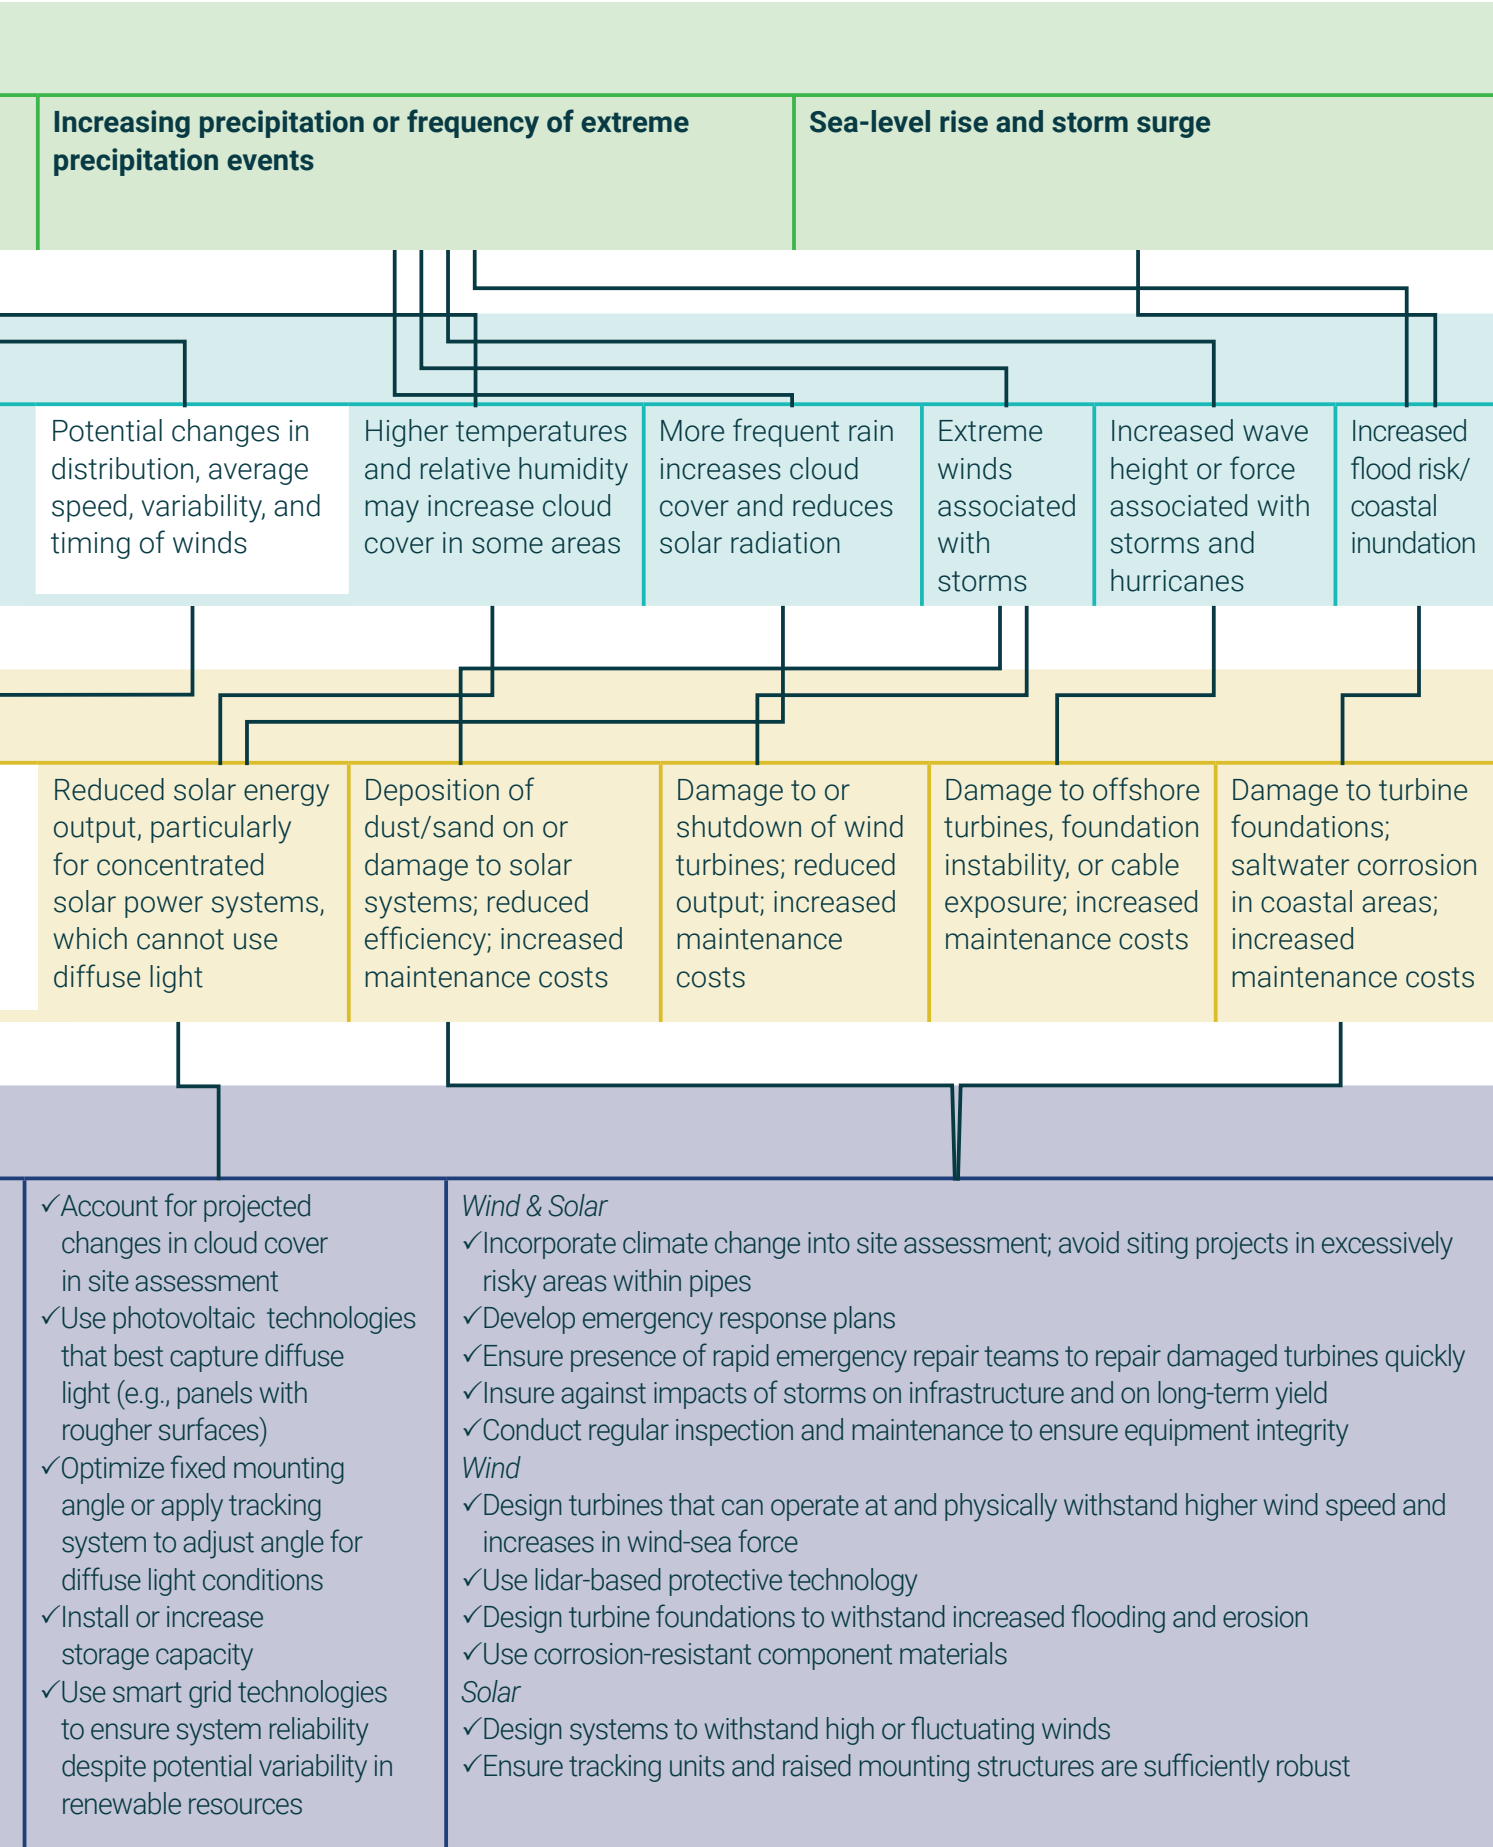 Increasing precipitation or frequency of extreme
precipitation events
Sea-level rise and storm surge
Potential changes in
distribution, average
speed, variability, and
timing of winds
Higher temperatures
and relative humidity
may increase cloud
cover in some areas
More frequent rain
increases cloud
cover and reduces
solar radiation
Extreme
winds
associated
with
storms
Increased wave
height or force
associated with
storms and
hurricanes
Increased
flood risk/
coastal
inundation
Reduced solar energy
output, particularly
for concentrated
solar power systems,
which cannot use
diffuse light
Deposition of
dust/sand on or
damage to solar
systems; reduced
efficiency; increased
maintenance costs
Damage to or
shutdown of wind
turbines; reduced
output; increased
maintenance
costs
Damage to offshore
turbines, foundation
instability, or cable
exposure; increased
maintenance costs
Damage to turbine
foundations;
saltwater corrosion
in coastal areas;
increased
maintenance costs
✓Account for projected
changes in cloud cover
in site assessment
✓Use photovoltaic technologies
that best capture diffuse
light (e.g., panels with
rougher surfaces)
✓Optimize fixed mounting
angle or apply tracking
system to adjust angle for
diffuse light conditions
✓Install or increase
storage capacity
✓Use smart grid technologies
to ensure system reliability
despite potential variability in
renewable resources
Wind & Solar
✓Incorporate climate change into site assessment; avoid siting projects in excessively
risky areas within pipes
✓Develop emergency response plans
✓Ensure presence of rapid emergency repair teams to repair damaged turbines quickly
✓Insure against impacts of storms on infrastructure and on long-term yield
✓Conduct regular inspection and maintenance to ensure equipment integrity
Wind
✓Design turbines that can operate at and physically withstand higher wind speed and
increases in wind-sea force
✓Use lidar-based protective technology
✓Design turbine foundations to withstand increased flooding and erosion
✓Use corrosion-resistant component materials
Solar
✓Design systems to withstand high or fluctuating winds
✓Ensure tracking units and raised mounting structures are sufficiently robust